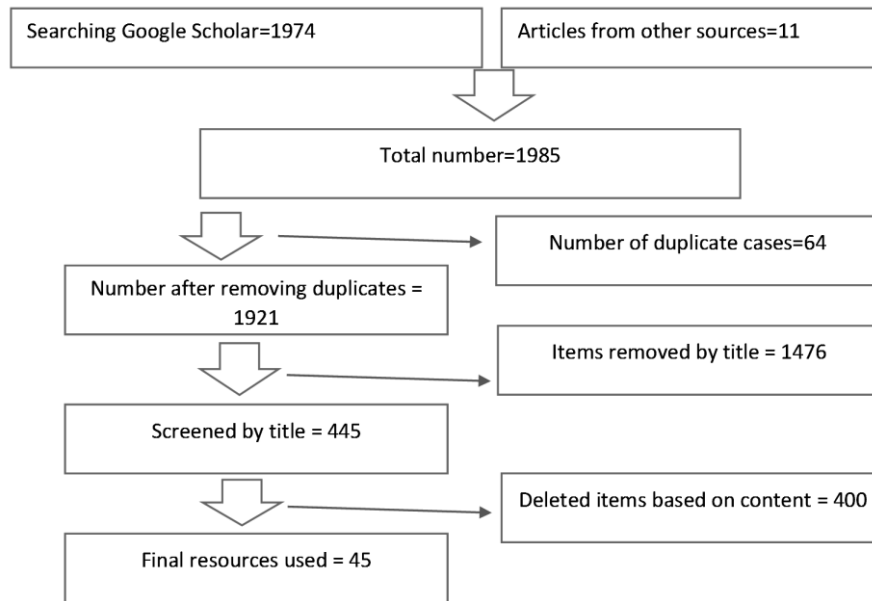 Searching Google Scholar=1974
Articles from other sources=11
Total number=1985
Number of duplicate cases=64
Number after removing duplicates =
1921
Items removed by title = 1476
Screened by title = 445
Deleted items based on content = 400
Final resources used = 45